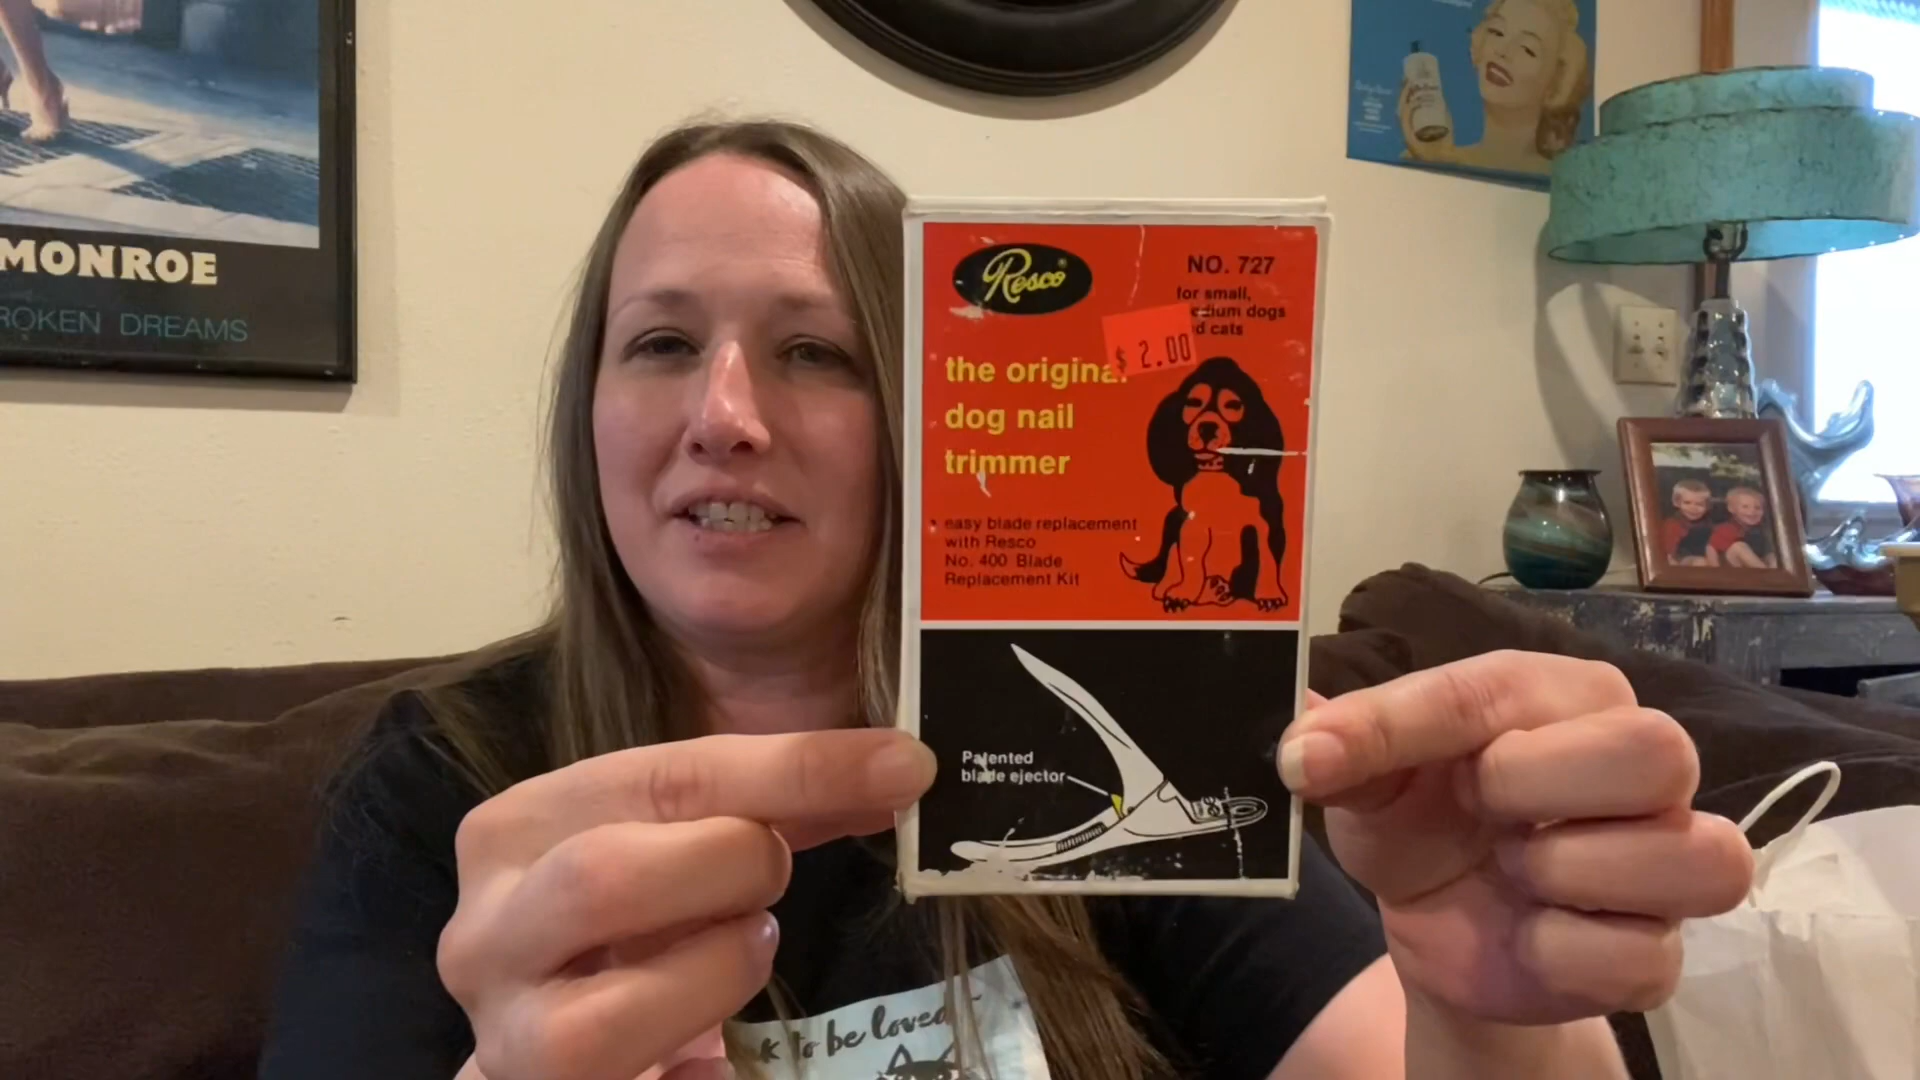 MONROE
OKEN DREAMS
Resco®
NO. 727
for small,
dium dogs
d cats
$ 2.00
the origina
dog nail
trimmer
easy blade replacement
with Resco
No. 400 Blade
Replacement Kit
Patented
blade ejector
to be loved